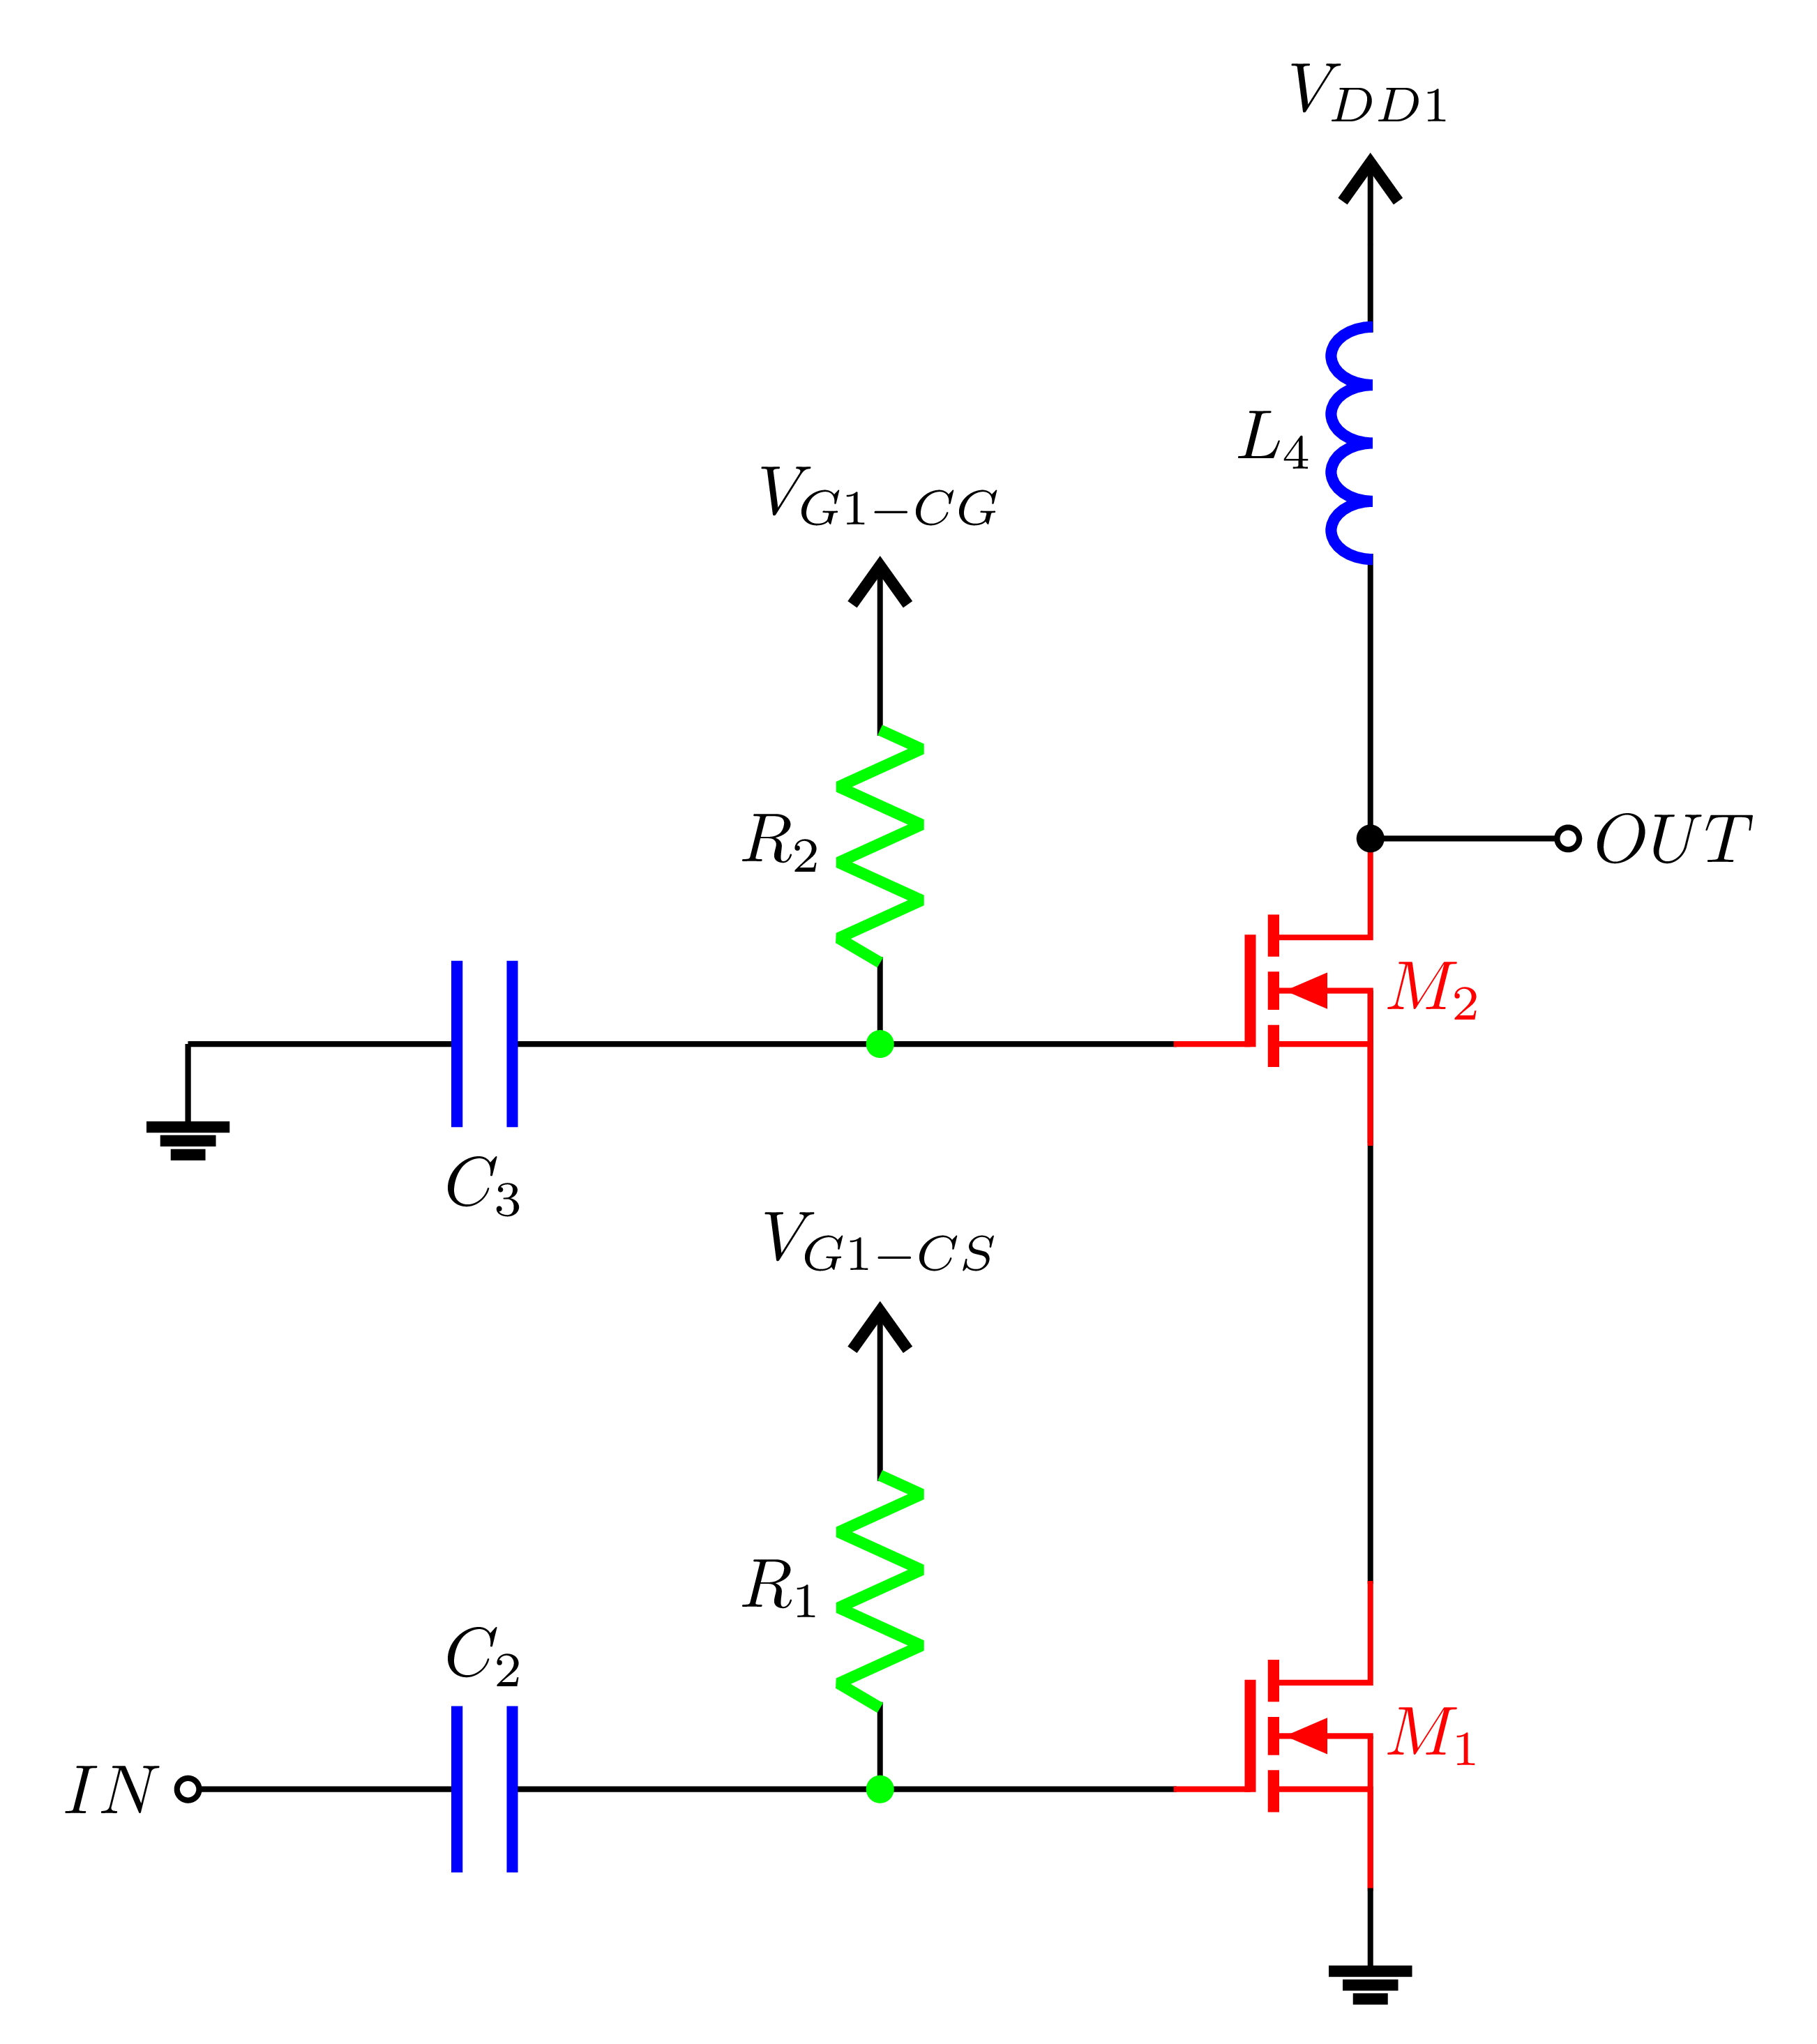 V_{DD1}
L_4
V_{G1-CG}
R_2
OUT
M_2
C_3
V_{G1-CS}
R_1
C_2
M_1
IN